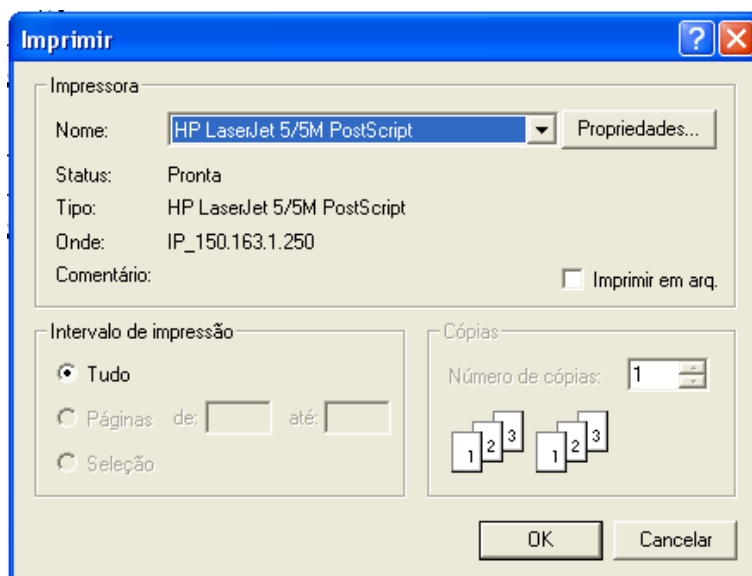 Imprimir
Impressora
Nome: HP LaserJet 5/5M PostScript Propriedades...
Status: Pronta
Tipo: HP LaserJet 5/5M PostScript
Onde: IP_150.163.1.250
Comentário: Imprimir em arq.
Intervalo de impressão Cópias
Tudo Número de cópias: 1
Páginas de: até:
Seleção
1 2 3 1 2 3
OK Cancelar